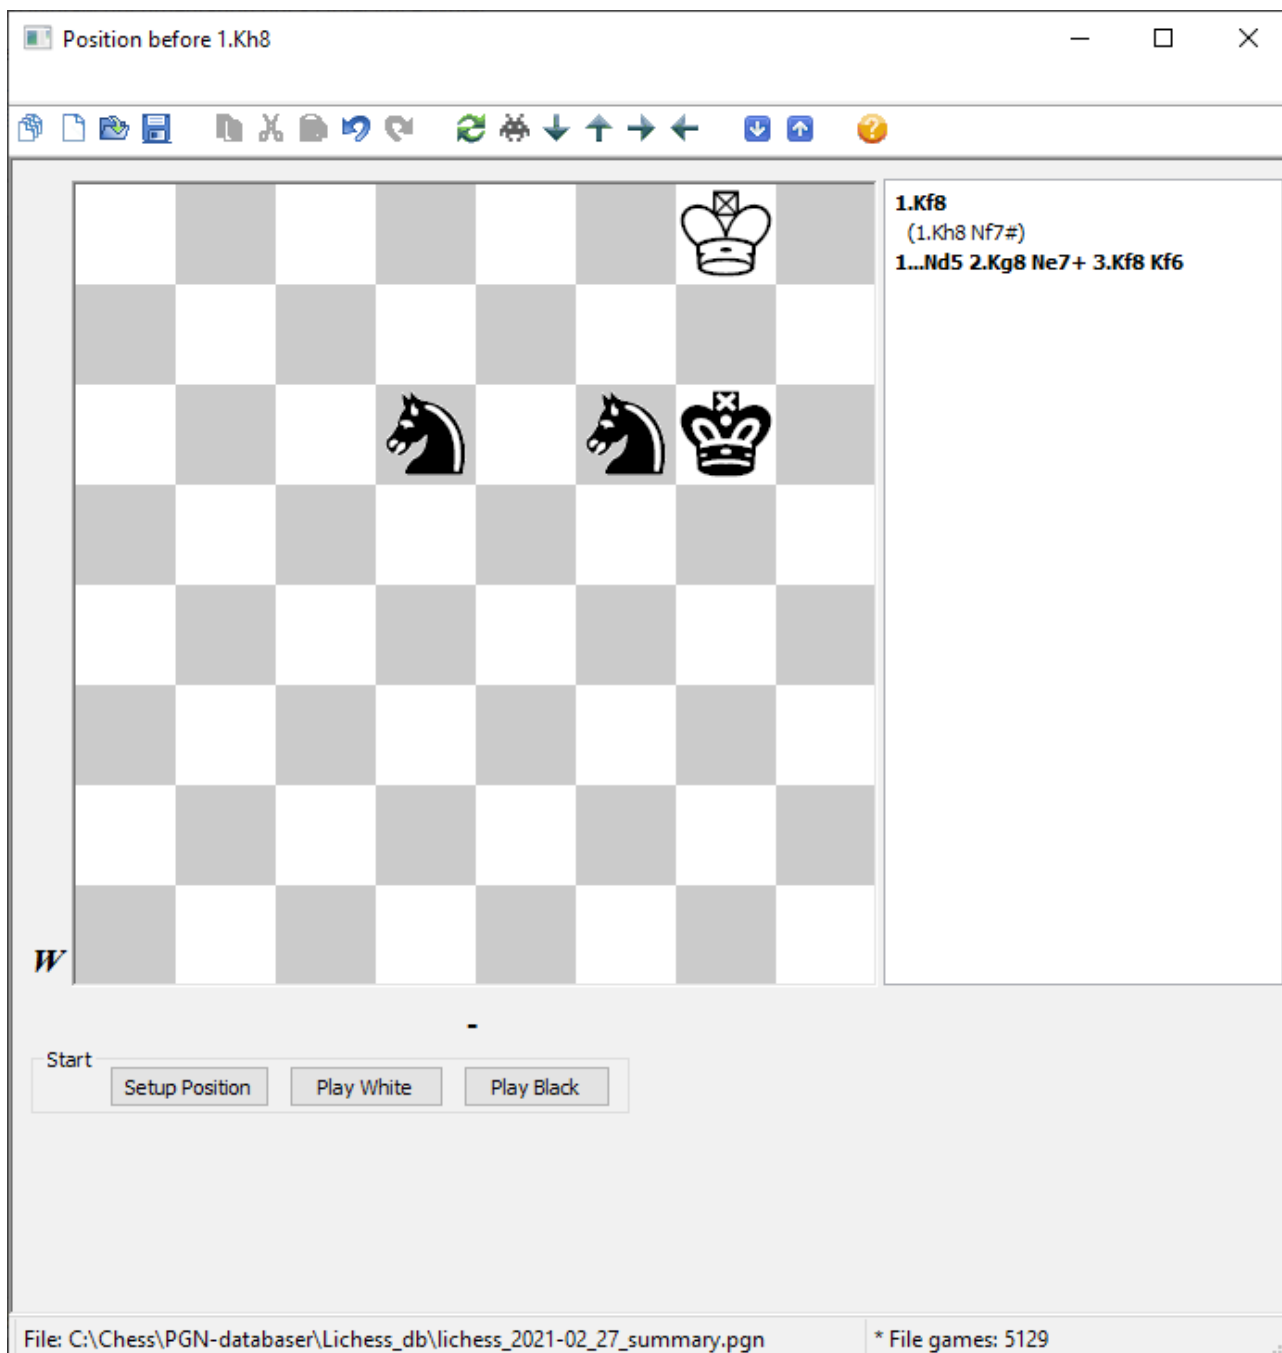 Position before 1.Kh8
1.Kf8
(1.Kh8 Nf7#)
1...Nd5 2.Kg8 Ne7+ 3.Kf8 Kf6
W
-
Start
Setup Position
Play White
Play Black
File: C:\Chess\PGN-databaser\Lichess_db\lichess_2021-02_27_summary.pgn
* File games: 5129